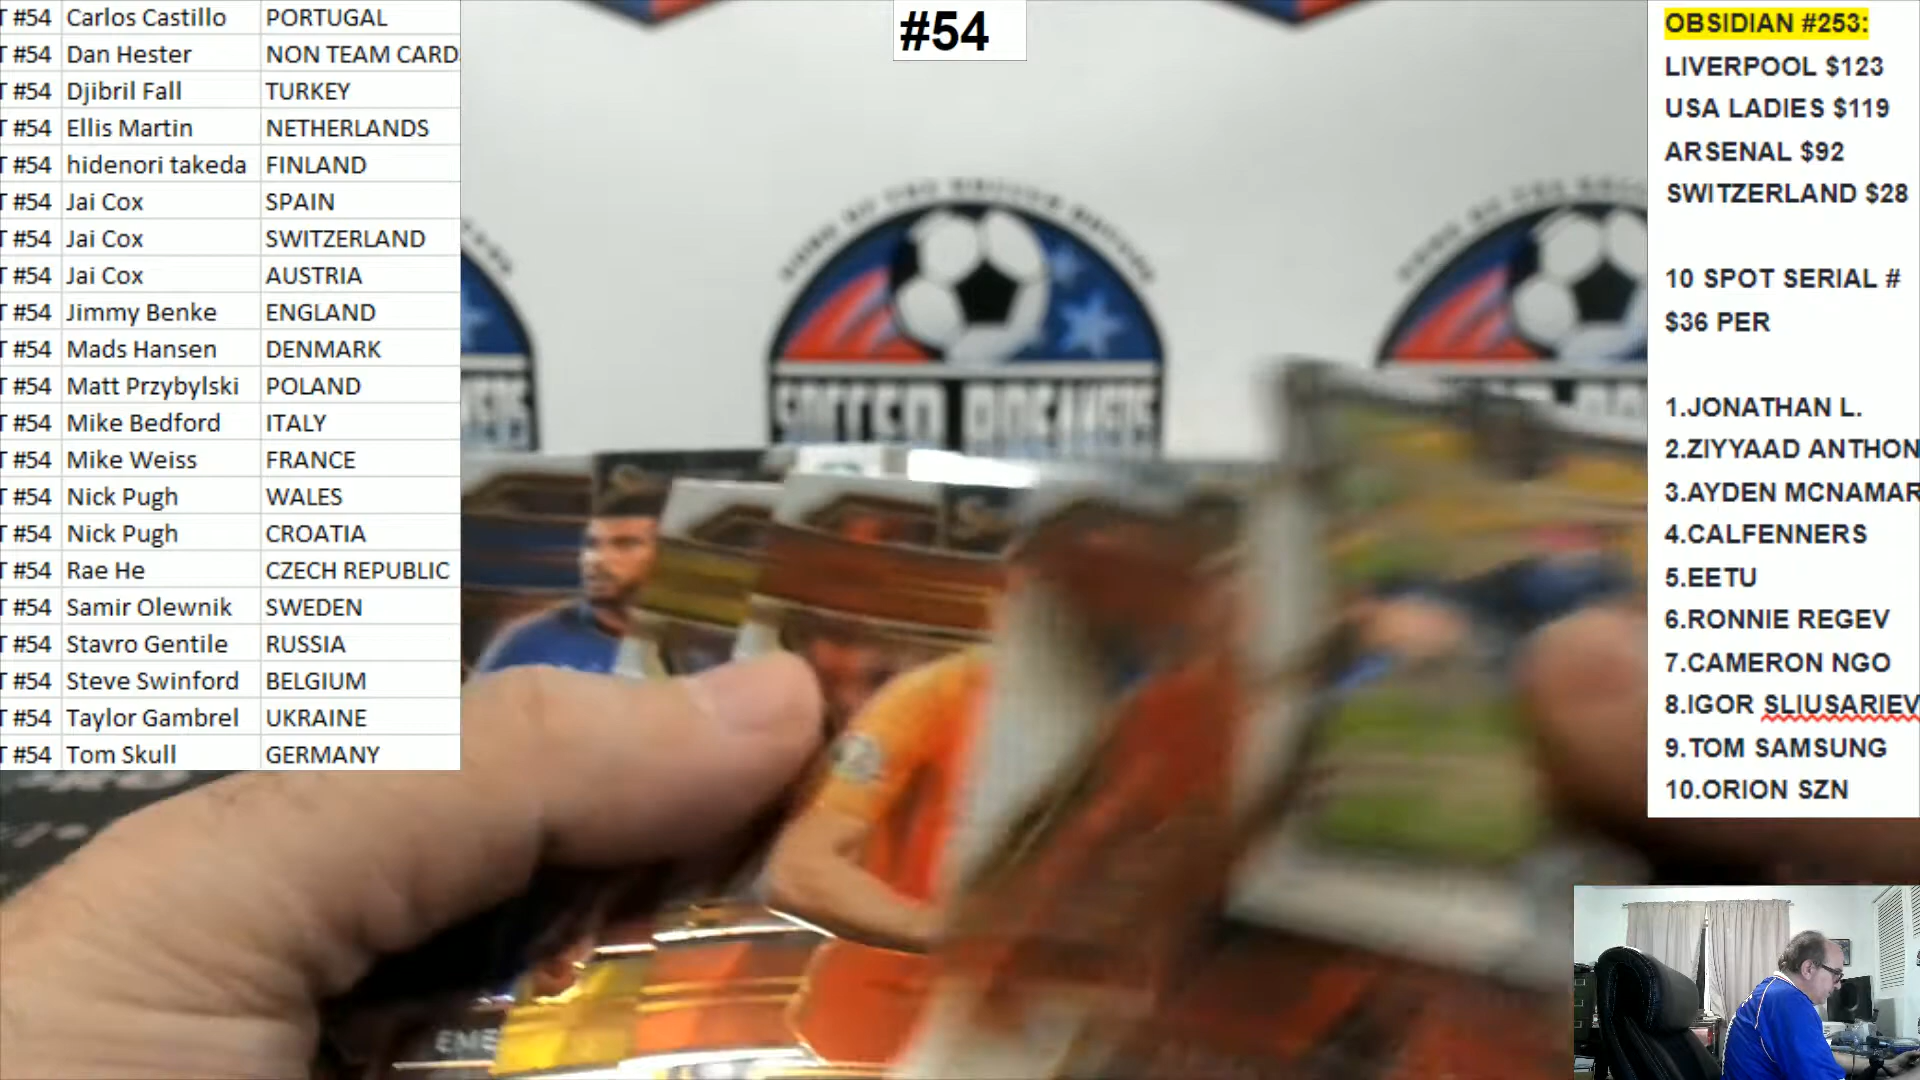 T #54 Carlos Castillo PORTUGAL
T #54 Dan Hester NON TEAM CARD
T #54 Djibril Fall TURKEY
T #54 Ellis Martin NETHERLANDS
T #54 hidenori takeda FINLAND
T #54 Jai Cox SPAIN
T #54 Jai Cox SWITZERLAND
T #54 Jai Cox AUSTRIA
T #54 Jimmy Benke ENGLAND
T #54 Mads Hansen DENMARK
T #54 Matt Przybylski POLAND
T #54 Mike Bedford ITALY
T #54 Mike Weiss FRANCE
T #54 Nick Pugh WALES
T #54 Nick Pugh CROATIA
T #54 Rae He CZECH REPUBLIC
T #54 Samir Olewnik SWEDEN
T #54 Stavro Gentile RUSSIA
T #54 Steve Swinford BELGIUM
T #54 Taylor Gambrel UKRAINE
T #54 Tom Skull GERMANY
#54
SOCCER BREAKERS
EME
OBSIDIAN #253:
LIVERPOOL $123
USA LADIES $119
ARSENAL $92
SWITZERLAND $28
10 SPOT SERIAL #
$36 PER
1.JONATHAN L.
2.ZIYYAAD ANTHON
3.AYDEN MCNAMAR
4.CALFENNERS
5.EETU
6.RONNIE REGEV
7.CAMERON NGO
8.IGOR SLIUSARIEV
9.TOM SAMSUNG
10.ORION SZN